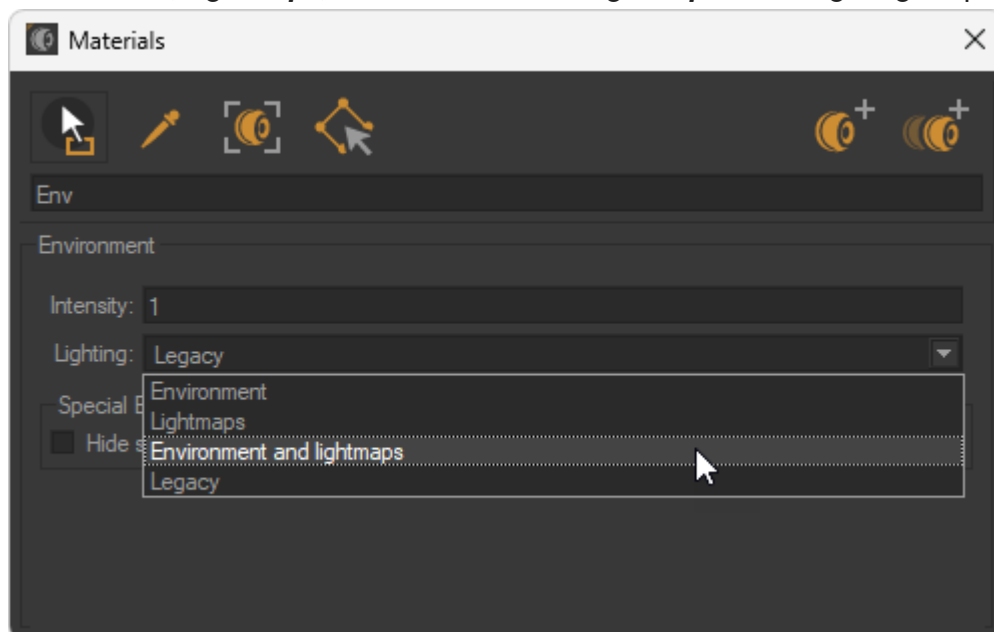 Materials
Env
Environment
Intensity: 1
Lighting: Legacy
Environment
Special E
Lightmaps
Hide s
Environment and lightmaps
Legacy